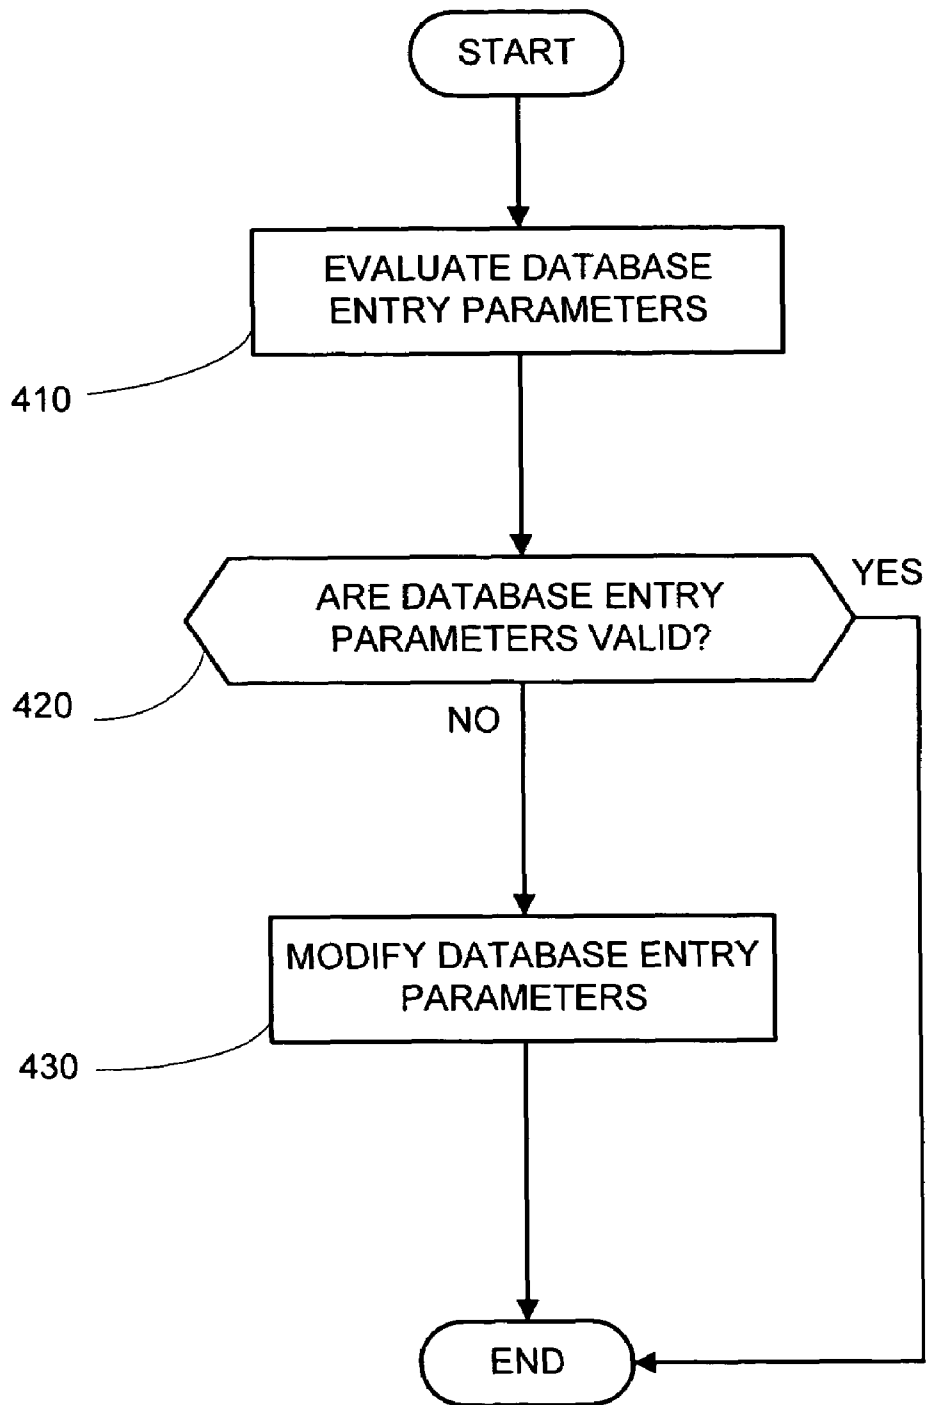 START
EVALUATE DATABASE
ENTRY PARAMETERS
410
ARE DATABASE ENTRY
PARAMETERS VALID?
YES
420
NO
MODIFY DATABASE ENTRY
PARAMETERS
430
END